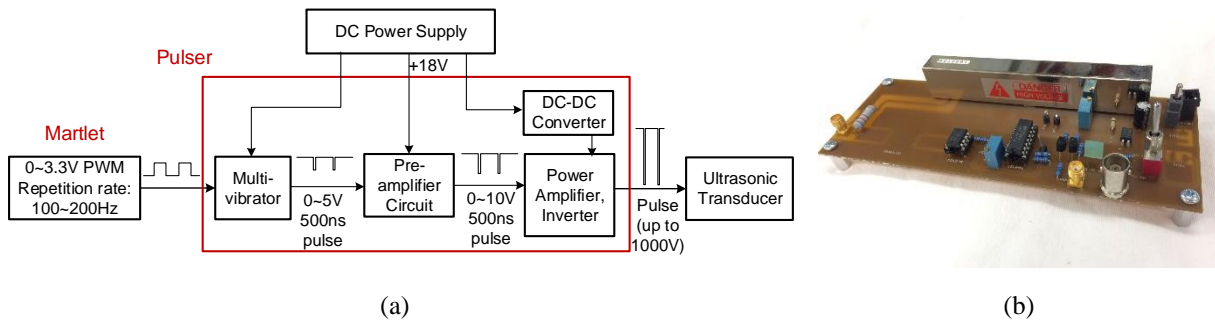 DC Power Supply
Pulser
+18V
DC-DC
Converter
Martlet
0~3.3V PWM
Repetition rate:
100~200Hz
Multi-
vibrator
0~5V
500ns
pulse
Pre-
amplifier
Circuit
0~10V
500ns
pulse
Power
Amplifier,
Inverter
Pulse
(up to
1000V)
Ultrasonic
Transducer
DANGER
HIGH VOLTAGE
(a)
(b)